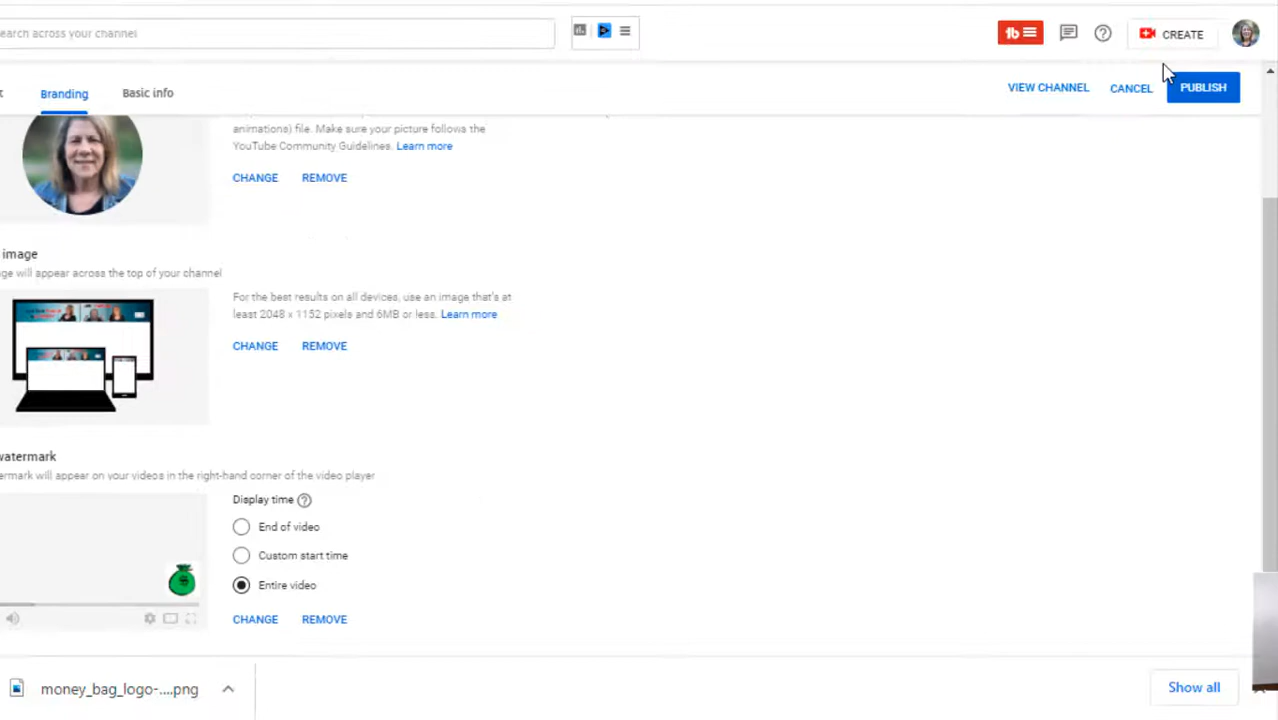 earch across your channel
CREATE
Branding
Basic info
VIEW CHANNEL
CANCEL
PUBLISH
animations) file. Make sure your picture followa the
YouTube Community Guidelines. Learn more
CHANGE
REMOVE
image
ge will appear across the top of your channel
For the best results on all devices, use an image that's at
least 2048 x 1152 pixels and 6MB or less. Learn more
CHANGE
REMOVE
watermark
ermark will appear on your videos in the right-hand corner of the video player
Display time
End of video
Custom start time
Entire video
CHANGE
REMOVE
money_bag_logo-....png
Show all